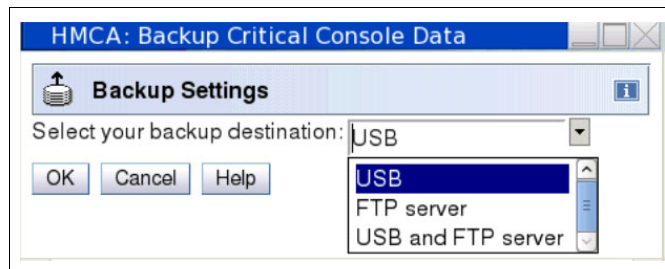 HMCA: Backup Critical Console Data
Backup Settings
Select your backup destination: USB
OK Cancel Help
USB
FTP server
USB and FTP server